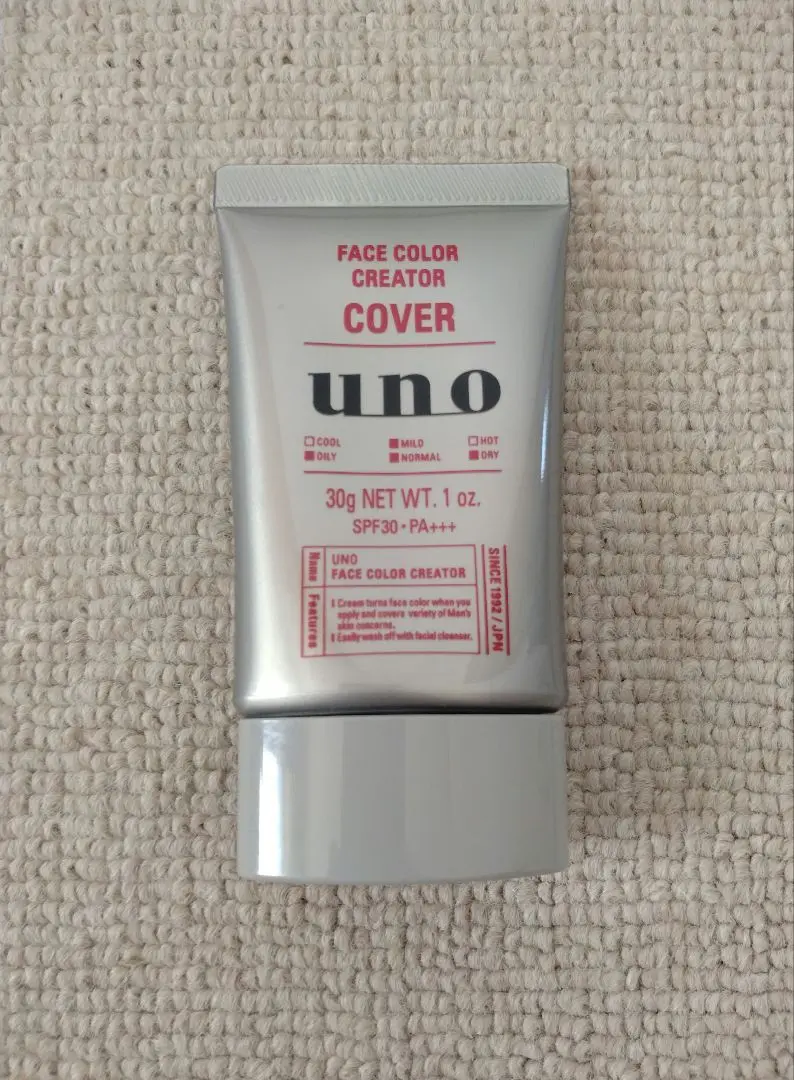 FACE COLOR
CREATOR
COVER
uno
□COOL ■MILD □HOT
■OILY ■NORMAL ■DRY
30g NET WT. 1 oz.
SPF30・PA+++
Name
UNO
FACE COLOR CREATOR
Features
Cream turns face color when you
apply and covers variety of Men's
skin concerns.
Easily wash off with facial cleanser.
SINCE 1992 / JPN